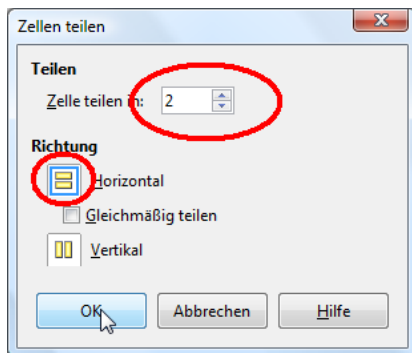 Zellen teilen
Teilen
Zelle teilen in: 2
Richtung
Horizontal
Gleichmäßig teilen
Vertikal
OK Abbrechen Hilfe